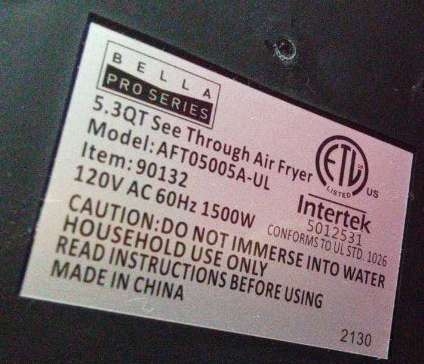 BELLA
PRO SERIES
5.3QT See Through Air Fryer
Model: AFT05005A-UL
Item: 90132
120V AC 60Hz 1500W
ETL
LISTED
US
Intertek
5012531
CONFORMS TO UL STD. 1026
CAUTION: DO NOT IMMERSE INTO WATER
HOUSEHOLD USE ONLY
READ INSTRUCTIONS BEFORE USING
MADE IN CHINA
2130